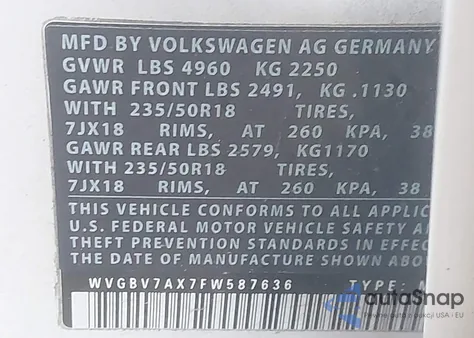 MFD BY VOLKSWAGEN AG GERMANY
GVWR LBS 4960 KG 2250
GAWR FRONT LBS 2491, KG .1130
WITH 235/50R18 TIRES,
7JX18 RIMS, AT 260 KPA, 38
GAWR REAR LBS 2579, KG1170
WITH 235/50R18 TIRES,
7JX18 RIMS, AT 260 KPA, 38
THIS VEHICLE CONFORMS TO ALL APPLIC
U.S. FEDERAL MOTOR VEHICLE SAFETY A
THEFT PREVENTION STANDARDS IN EFFE
THE DATE OF MANUFACTURE SHOWN AB
WVGBV7AX7FW587636 TYPE:
autoAstap